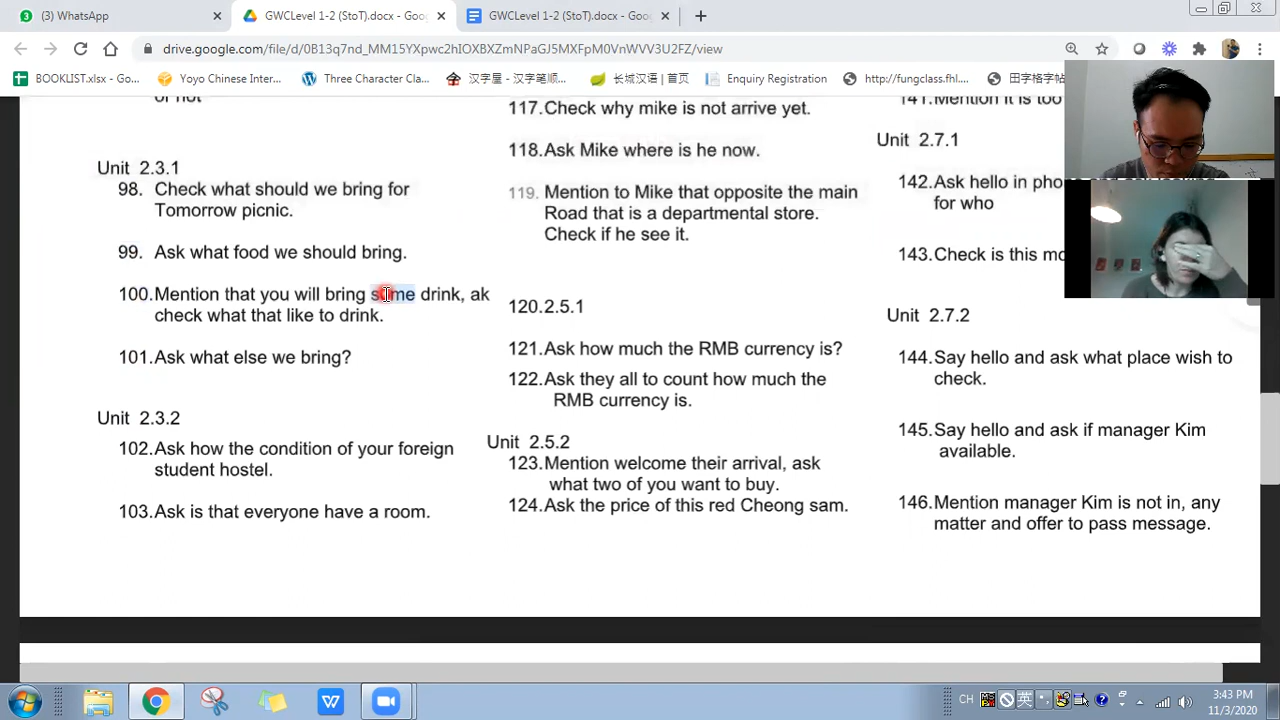 (3) WhatsApp
GWCLevel 1-2 (StoT).docx - Goo
GWCLevel 1-2 (StoT).docx - Goo
drive.google.com/file/d/0B13q7nd_MM15YXpwc2hIOXBXZmNPaGJ5MXFpM0VnWVV3U2FZ/view
BOOKLIST.xlsx - Go...
Yoyo Chinese Inter...
Three Character Cla...
汉字屋 - 汉字笔顺...
长城汉语 | 首页
Enquiry Registration
http://fungclass.fhl...
田字格字帖
or not
Unit 2.3.1
98. Check what should we bring for
Tomorrow picnic.
99. Ask what food we should bring.
100.Mention that you will bring some drink, ak
check what that like to drink.
101.Ask what else we bring?
Unit 2.3.2
102.Ask how the condition of your foreign
student hostel.
103.Ask is that everyone have a room.
117.Check why mike is not arrive yet.
118.Ask Mike where is he now.
119. Mention to Mike that opposite the main
Road that is a departmental store.
Check if he see it.
120.2.5.1
121.Ask how much the RMB currency is?
122.Ask they all to count how much the
RMB currency is.
Unit 2.5.2
123.Mention welcome their arrival, ask
what two of you want to buy.
124.Ask the price of this red Cheong sam.
141.Mention it is too
Unit 2.7.1
142.Ask hello in pho
for who
143.Check is this mo
Unit 2.7.2
144.Say hello and ask what place wish to
check.
145.Say hello and ask if manager Kim
available.
146.Mention manager Kim is not in, any
matter and offer to pass message.
CH
英
3:43 PM
11/3/2020